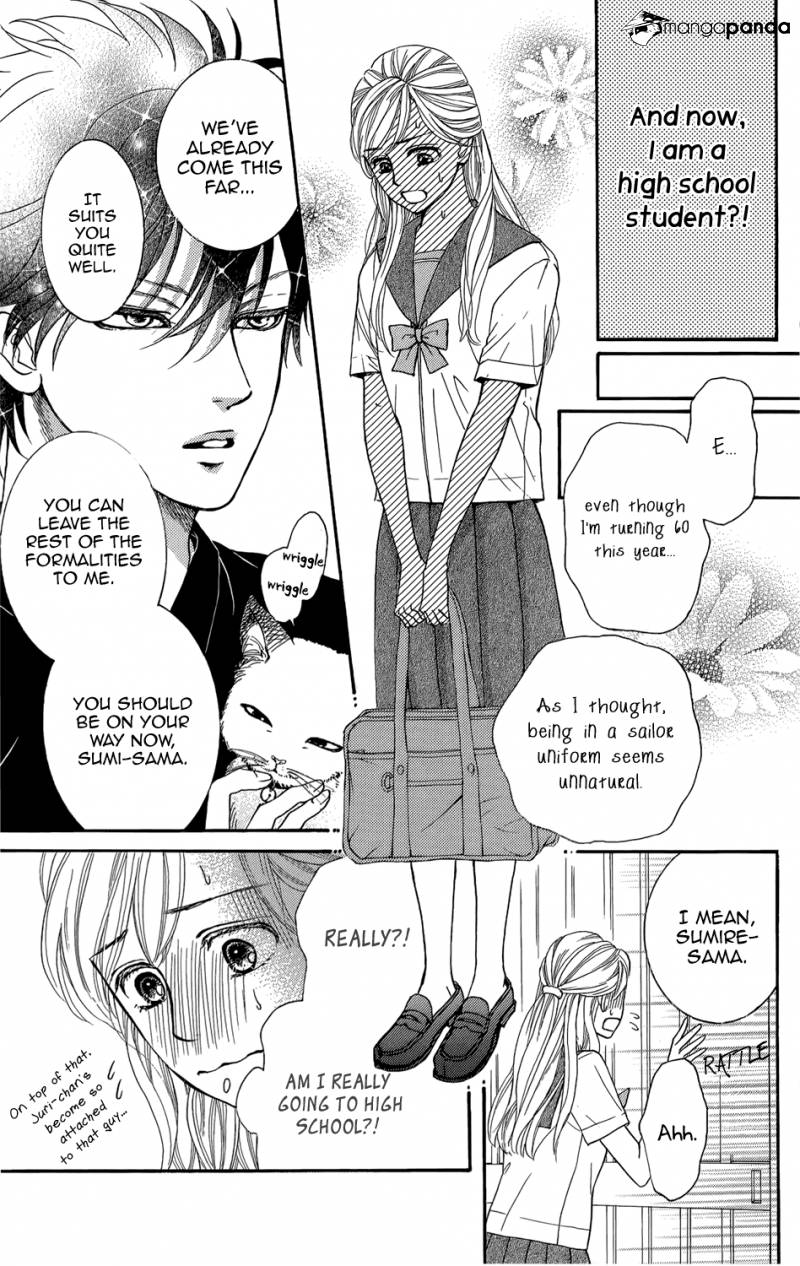 mangapanda
And now,
I am a
high school
student?!
WE'VE
ALREADY
COME THIS
FAR...
IT
SUITS
YOU
QUITE
WELL.
E...
even though
I'm turning 60
this year...
As I thought,
being in a sailor
uniform seems
unnatural.
YOU CAN
LEAVE THE
REST OF THE
FORMALITIES
TO ME.
wriggle
wriggle
YOU SHOULD
BE ON YOUR
WAY NOW,
SUMI-SAMA.
I MEAN,
SUMIRE-
SAMA.
RATTLE
Ahh.
REALLY?!
AM I REALLY
GOING TO HIGH
SCHOOL?!
On top of that.
Juri-chan's
become so
attached
to that guy...